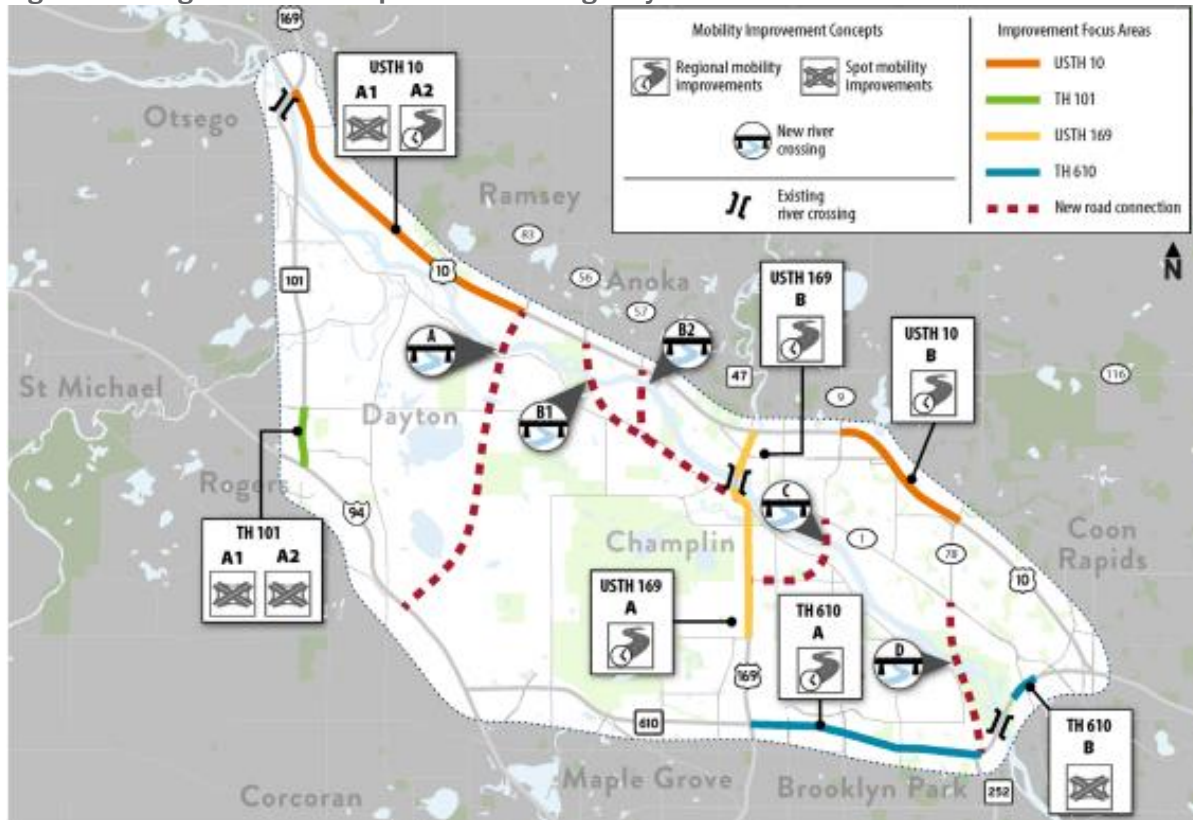 169
Otsego
USTH 10
A1 A2
Ramsey
83
10
101
56
Anoka
57
A
B2
B1
St Michael
Dayton
Rogers
94
TH 101
A1 A2
Mobility Improvement Concepts
Regional mobility
improvements
Spot mobility
improvements
New river
crossing
Existing
river crossing
Improvement Focus Areas
USTH 10
TH 101
USTH 169
TH 610
New road connection
N
USTH 169
B
47
9
USTH 10
B
116
C
Champlin
1
78
10
Coon
Rapids
USTH 169
A
TH 610
A
D
169
610
TH 610
B
Maple Grove
Brooklyn Park
252
Corcoran